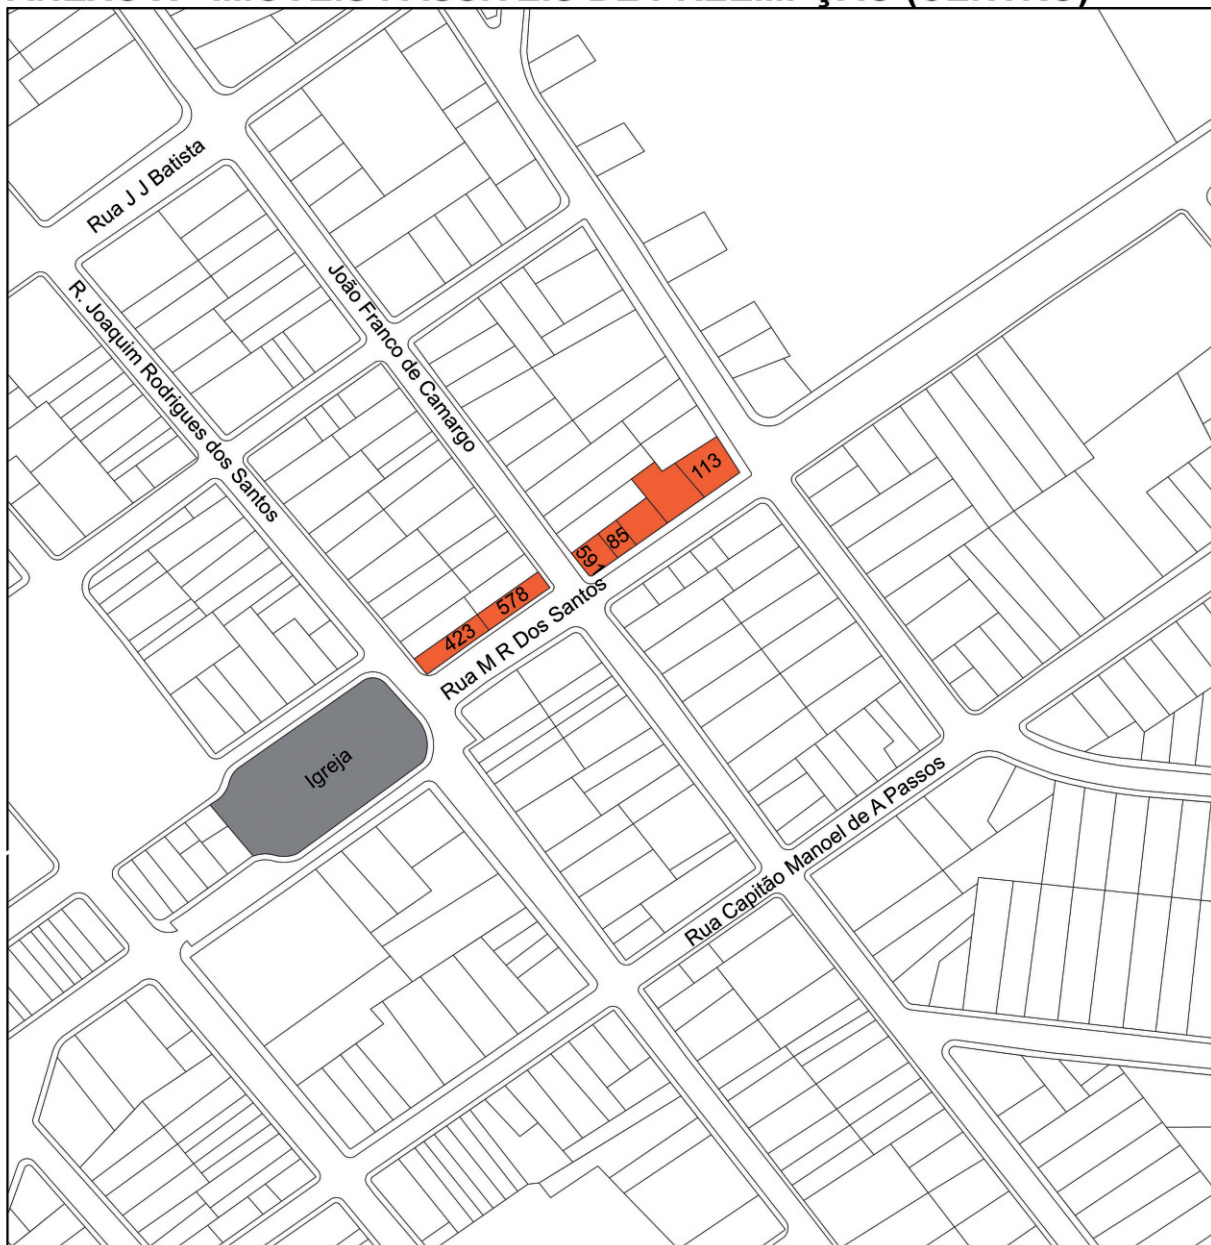 (CENTRO)
Rua J J Batista
João Franco de Camargo
R. Joaquim Rodrigues dos Santos
113
85
591
578
423
Rua M R Dos Santos
Igreja
Rua Capitão Manoel de A Passos